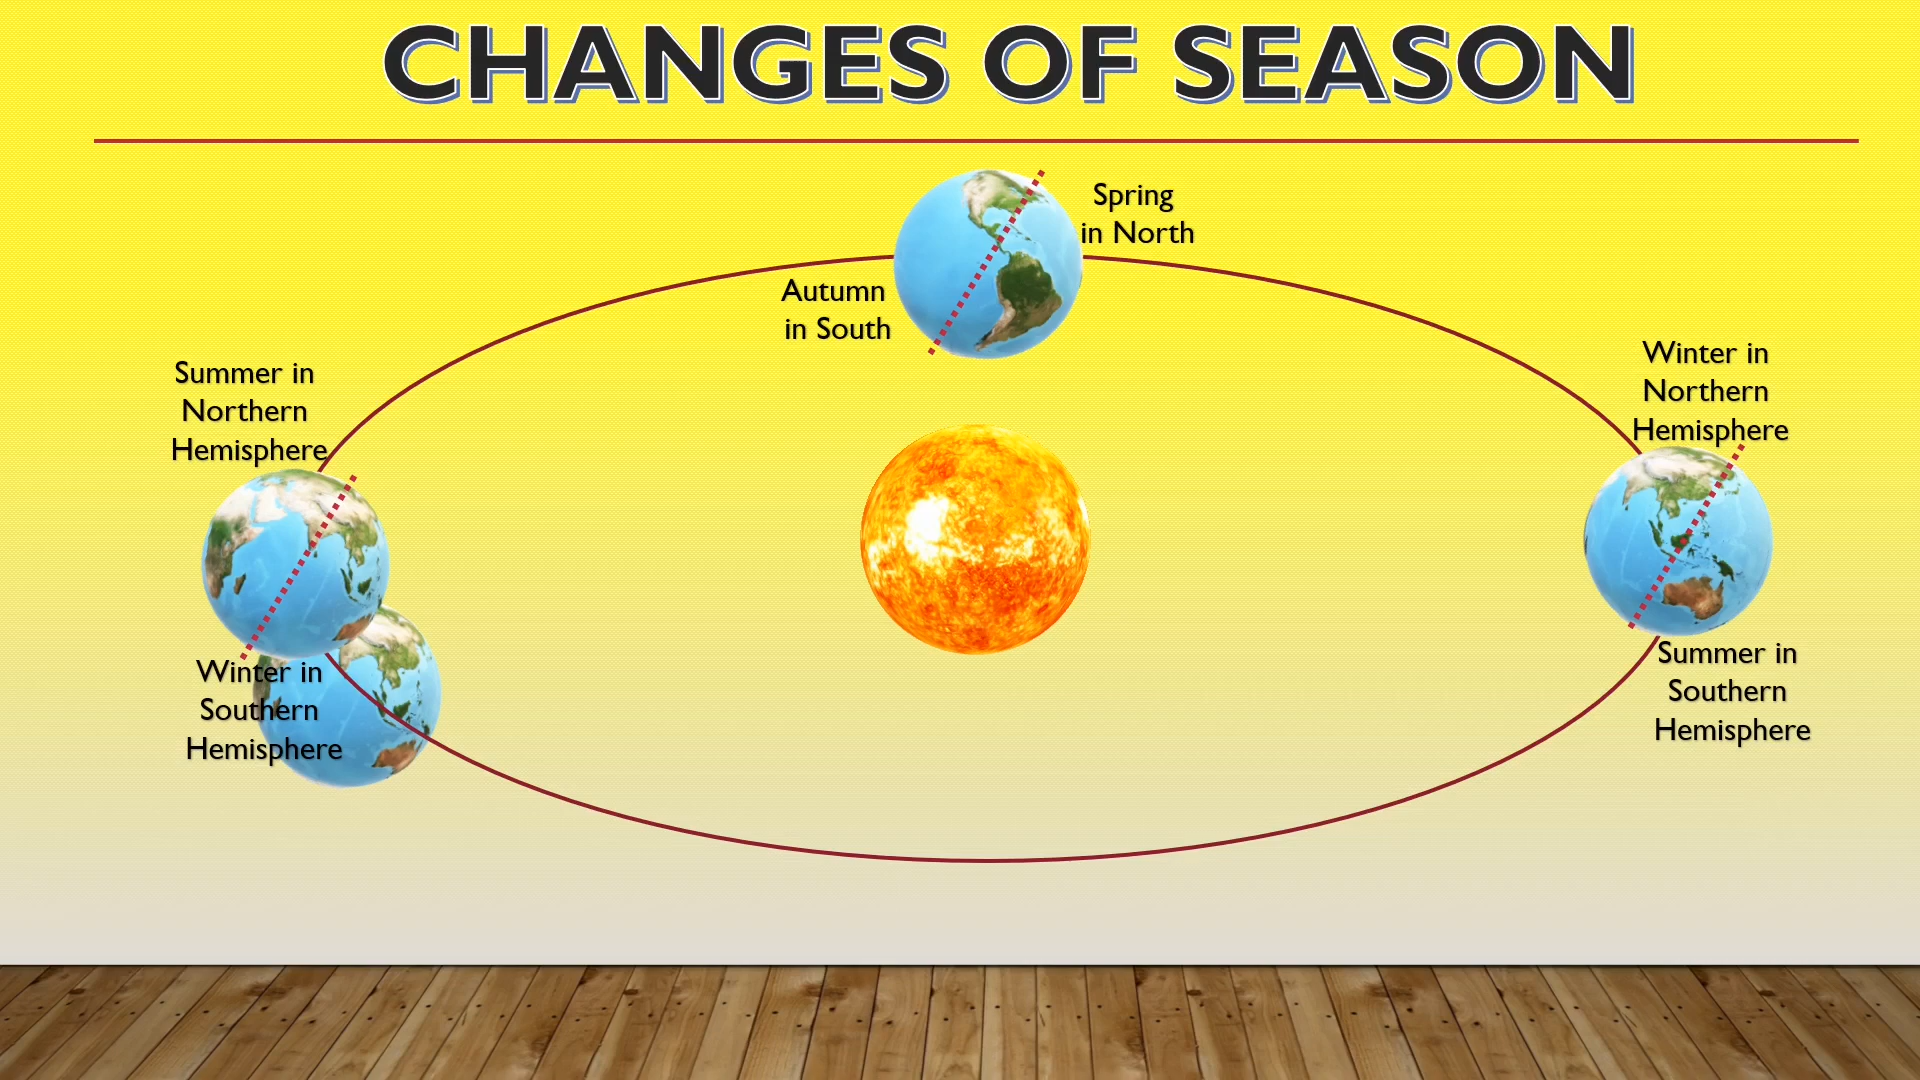 CHANGES OF SEASON
Spring
in North
Autumn
in South
Summer in
Northern
Hemisphere
Winter in
Northern
Hemisphere
Winter in
Southern
Hemisphere
Summer in
Southern
Hemisphere